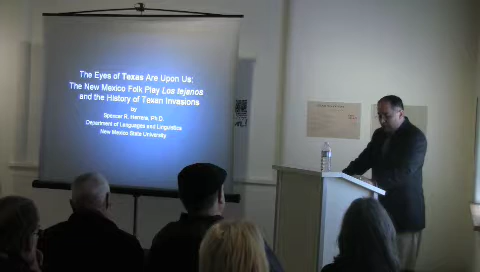 The Eyes of Texas Are Upon Us:
The New Mexico Folk Play Los tejanos
and the History of Texan Invasions
by
Spencer R. Herrera, Ph.D.
Department of Languages and Linguistics
New Mexico State University